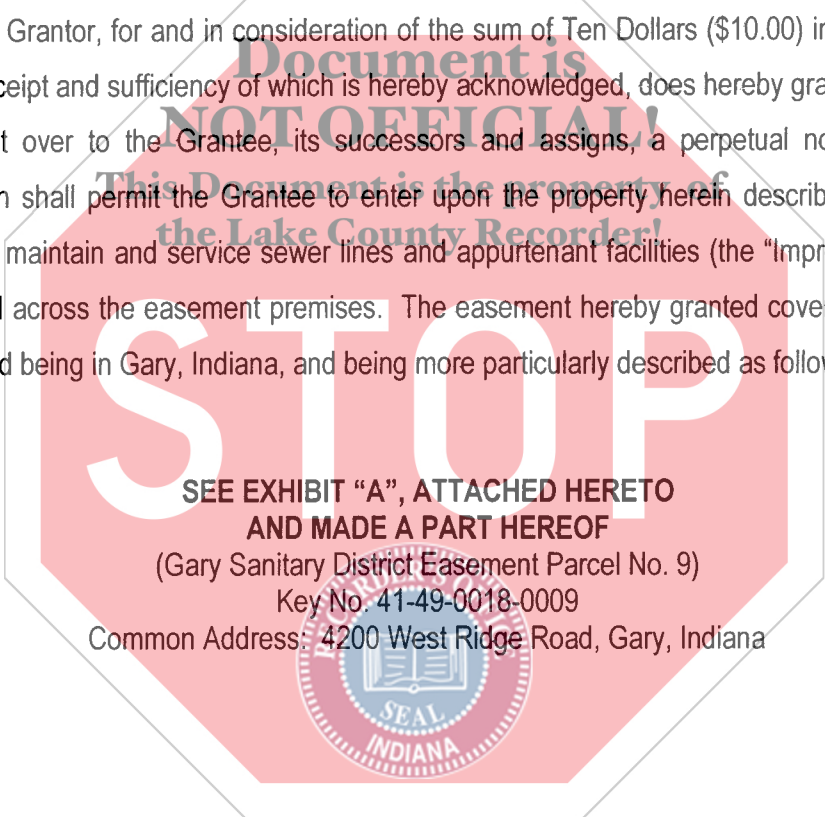 Grantor, for and in consideration of the sum of Ten Dollars ($10.00) in
Document is
ceipt and sufficiency of which is hereby acknowledged, does hereby gra
NOT OFFICIAL!
t over to the Grantee, its successors and assigns, a perpetual no
This Document is the property of
n shall permit the Grantee to enter upon the property herein describ
the Lake County Recorder!
maintain and service sewer lines and appurtenant facilities (the “Impr
l across the easement premises. The easement hereby granted cove
d being in Gary, Indiana, and being more particularly described as follow
STOP
SEE EXHIBIT “A”, ATTACHED HERETO
AND MADE A PART HEREOF
(Gary Sanitary District Easement Parcel No. 9)
Key No. 41-49-0018-0009
Common Address: 4200 West Ridge Road, Gary, Indiana
RECORDER'S OFFICE
SEAL
INDIANA